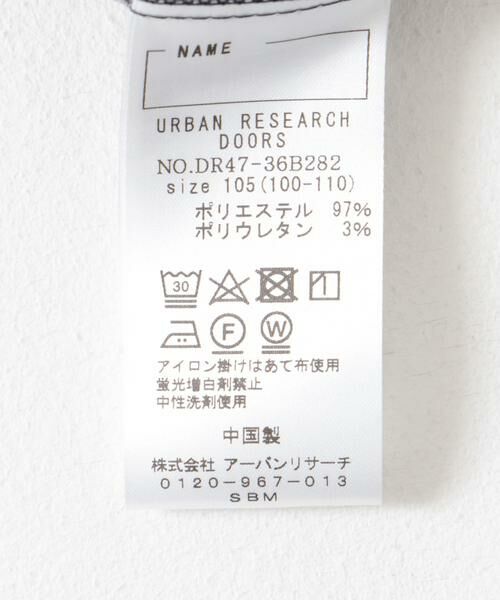 NAME
URBAN RESEARCH
DOORS
NO.DR47-36B282
size 105(100-110)
ポリエステル 97%
ポリウレタン 3%
30
F W
アイロン掛けはあて布使用
蛍光増白剤禁止
中性洗剤使用
中国製
株式会社 アーバンリサーチ
0120-967-013
SBM